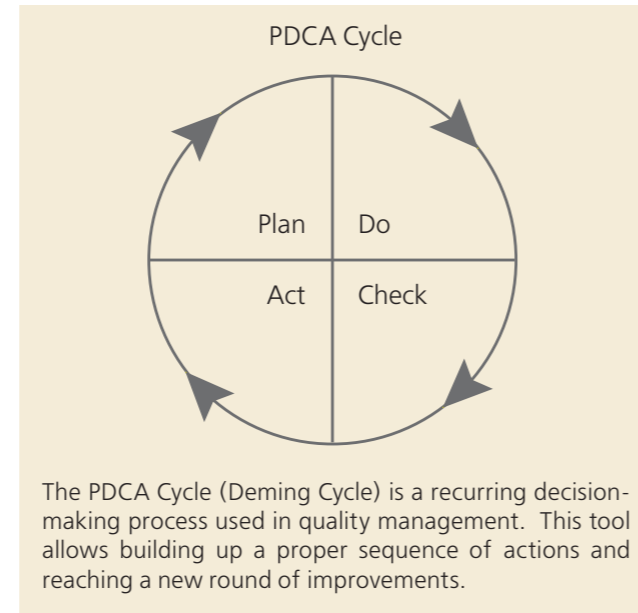 PDCA Cycle
Plan
Do
Act
Check
The PDCA Cycle (Deming Cycle) is a recurring decision-
making process used in quality management.  This tool
allows building up a proper sequence of actions and
reaching a new round of improvements.